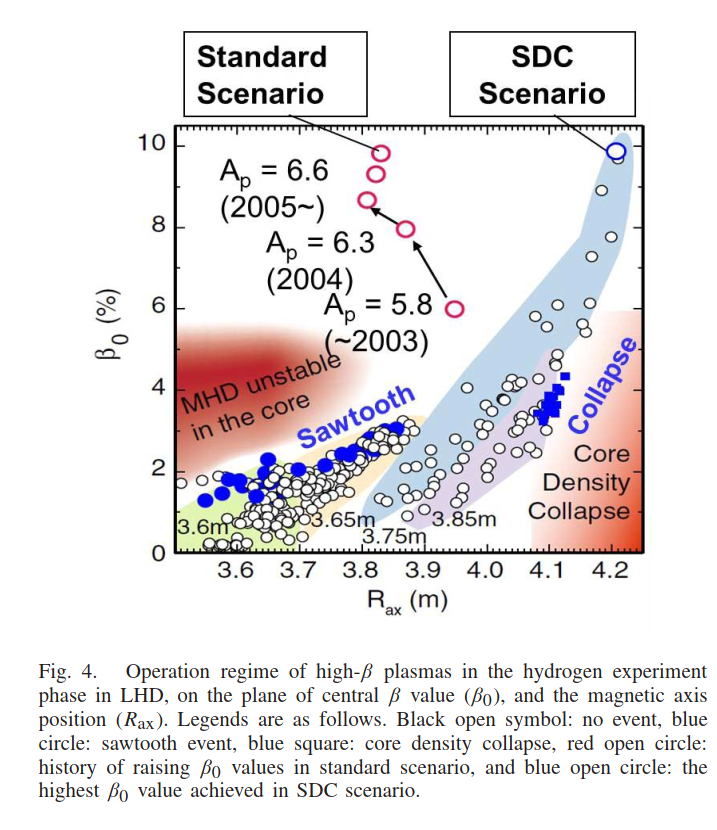 Standard
Scenario
SDC
Scenario
10
8
6
4
2
0
β0 (%)
Ap = 6.6
(2005~)
Ap = 6.3
(2004)
Ap = 5.8
(~2003)
MHD unstable
in the core
Sawtooth
Collapse
Core
Density
Collapse
3.6m
3.65m
3.75m
3.85m
3.6 3.7 3.8 3.9 4.0 4.1 4.2
Rax (m)
Fig. 4. Operation regime of high-β plasmas in the hydrogen experiment
phase in LHD, on the plane of central β value (β0), and the magnetic axis
position (Rax). Legends are as follows. Black open symbol: no event, blue
circle: sawtooth event, blue square: core density collapse, red open circle:
history of raising β0 values in standard scenario, and blue open circle: the
highest β0 value achieved in SDC scenario.